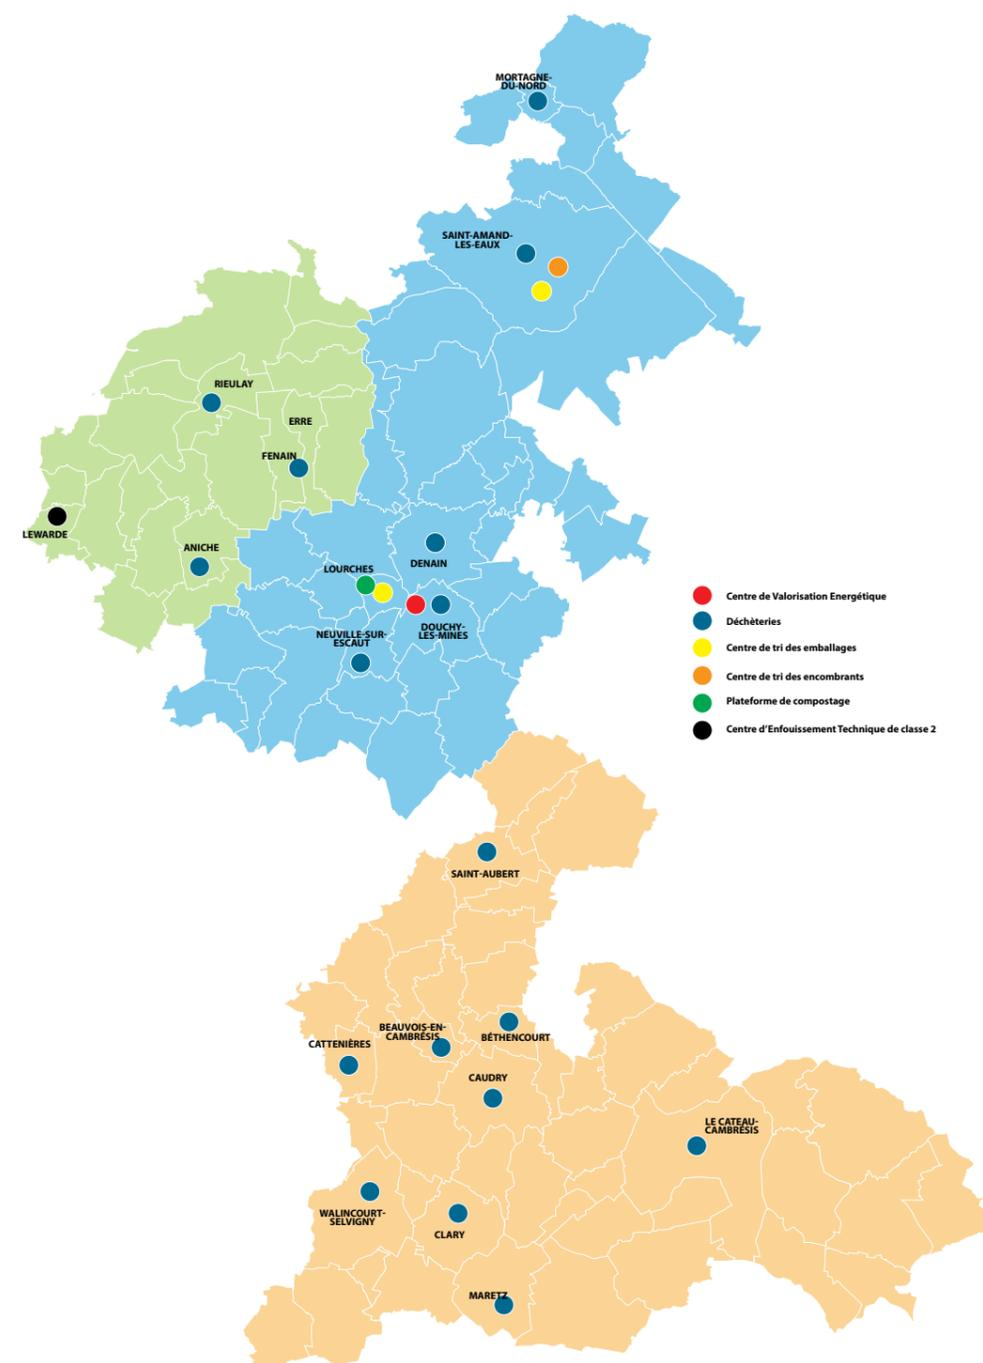 MORTAGNE-
DU-NORD
SAINT-AMAND-
LES-EAUX
RIEULAY
ERRE
FENAIN
LEWARDE
ANICHE
DENAIN
LOURCHES
DOUCHY-
LES-MINES
NEUVILLE-SUR-
ESCAUT
Centre de Valorisation Energétique
Déchèteries
Centre de tri des emballages
Centre de tri des encombrants
Plateforme de compostage
Centre d'Enfouissement Technique de classe 2
SAINT-AUBERT
BEAUVOIS-EN-
CAMBRÉSIS
BÉTHENCOURT
CATTENIÈRES
CAUDRY
LE CATEAU-
CAMBRÉSIS
WALINCOURT-
SELVIGNY
CLARY
MARETZ